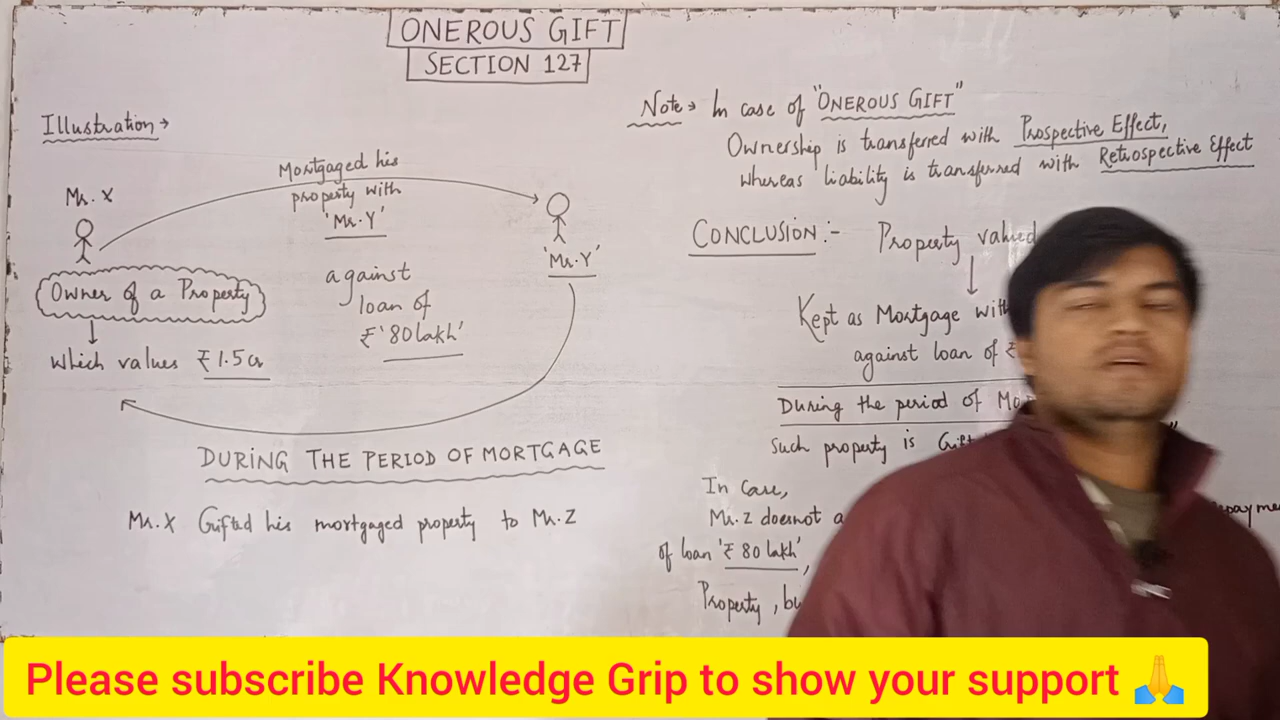 ONEROUS GIFT
SECTION 127
Illustration →
Mr. X
Owner of a Property
which values ₹ 1.5 Cr
Mortgaged his
property with
'Mr. Y'
against
loan of
₹ '80 lakh'
'Mr. Y'
DURING THE PERIOD OF MORTGAGE
Mr. X Gifted his mortgaged property to Mr. Z
Note → In case of "ONEROUS GIFT"
Ownership is transferred with Prospective Effect,
whereas liability is transferred with Retrospective Effect
CONCLUSION :- Property valued
Kept as Mortgage with
against loan of ₹
During the period of
Such property is
In Case,
Mr. Z doesnot
of loan '₹ 80 lakh',
Property,
Please subscribe Knowledge Grip to show your support 🙏